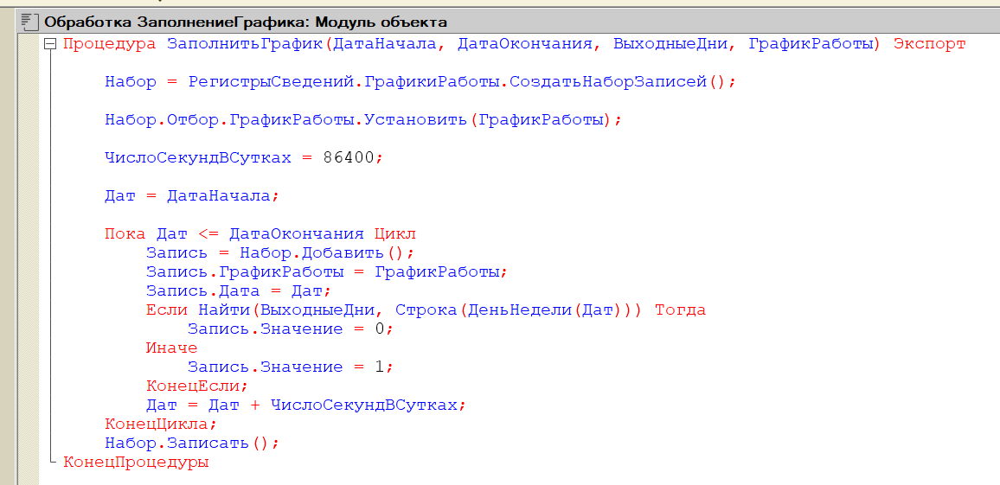 Обработка ЗаполнениеГрафика: Модуль объекта
Процедура ЗаполнитьГрафик(ДатаНачала, ДатаОкончания, ВыходныеДни, ГрафикРаботы) Экспорт
Набор = РегистрыСведений.ГрафикиРаботы.СоздатьНаборЗаписей();
Набор.Отбор.ГрафикРаботы.Установить(ГрафикРаботы);
ЧислоСекундВСутках = 86400;
Дат = ДатаНачала;
Пока Дат <= ДатаОкончания Цикл
Запись = Набор.Добавить();
Запись.ГрафикРаботы = ГрафикРаботы;
Запись.Дата = Дат;
Если Найти(ВыходныеДни, Строка(ДеньНедели(Дат))) Тогда
Запись.Значение = 0;
Иначе
Запись.Значение = 1;
КонецЕсли;
Дат = Дат + ЧислоСекундВСутках;
КонецЦикла;
Набор.Записать();
КонецПроцедуры